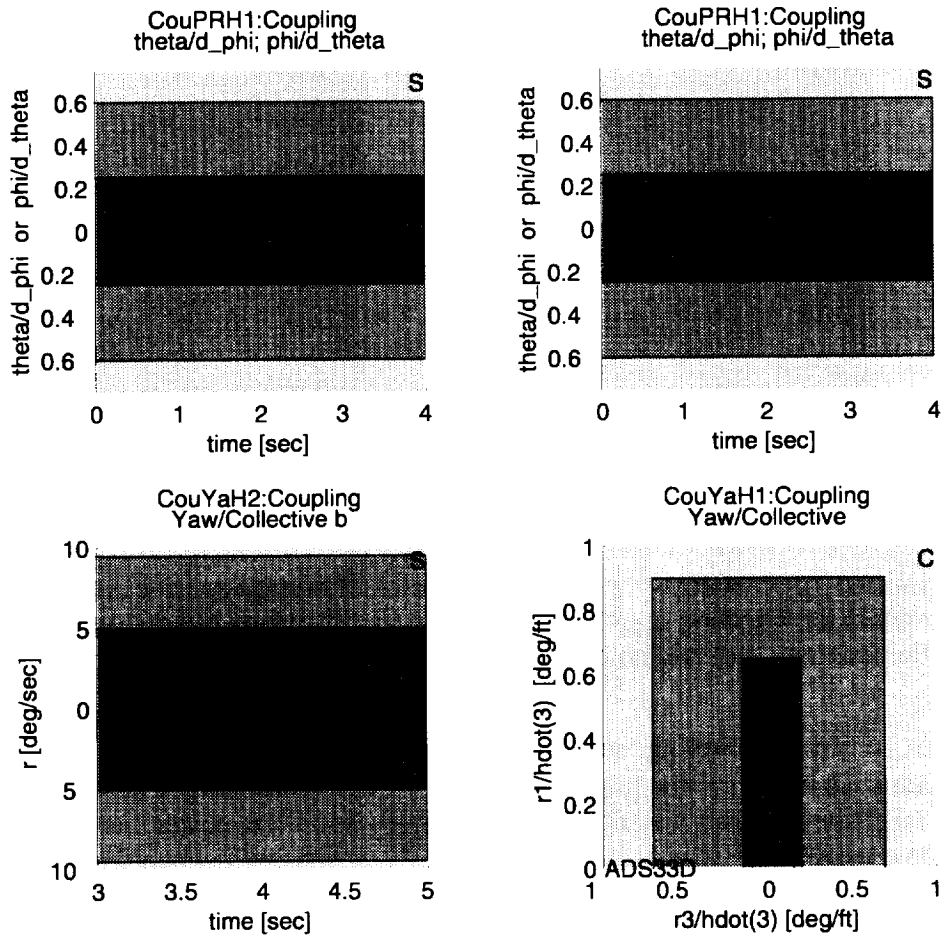 CouPRH1:Coupling
theta/d_phi; phi/d_theta
S
0.6
0.4
0.2
0
0.2
0.4
0.6
theta/d_phi or phi/d_theta
0 1 2 3 4
time [sec]
CouPRH1:Coupling
theta/d_phi; phi/d_theta
S
0.6
0.4
0.2
0
0.2
0.4
0.6
theta/d_phi or phi/d_theta
0 1 2 3 4
time [sec]
CouYaH2:Coupling
Yaw/Collective b
S
10
5
0
5
10
r [deg/sec]
3 3.5 4 4.5 5
time [sec]
CouYaH1:Coupling
Yaw/Collective
C
1
0.8
0.6
0.4
0.2
0
r1/hdot(3) [deg/ft]
ADS33D
1 0.5 0 0.5 1
r3/hdot(3) [deg/ft]